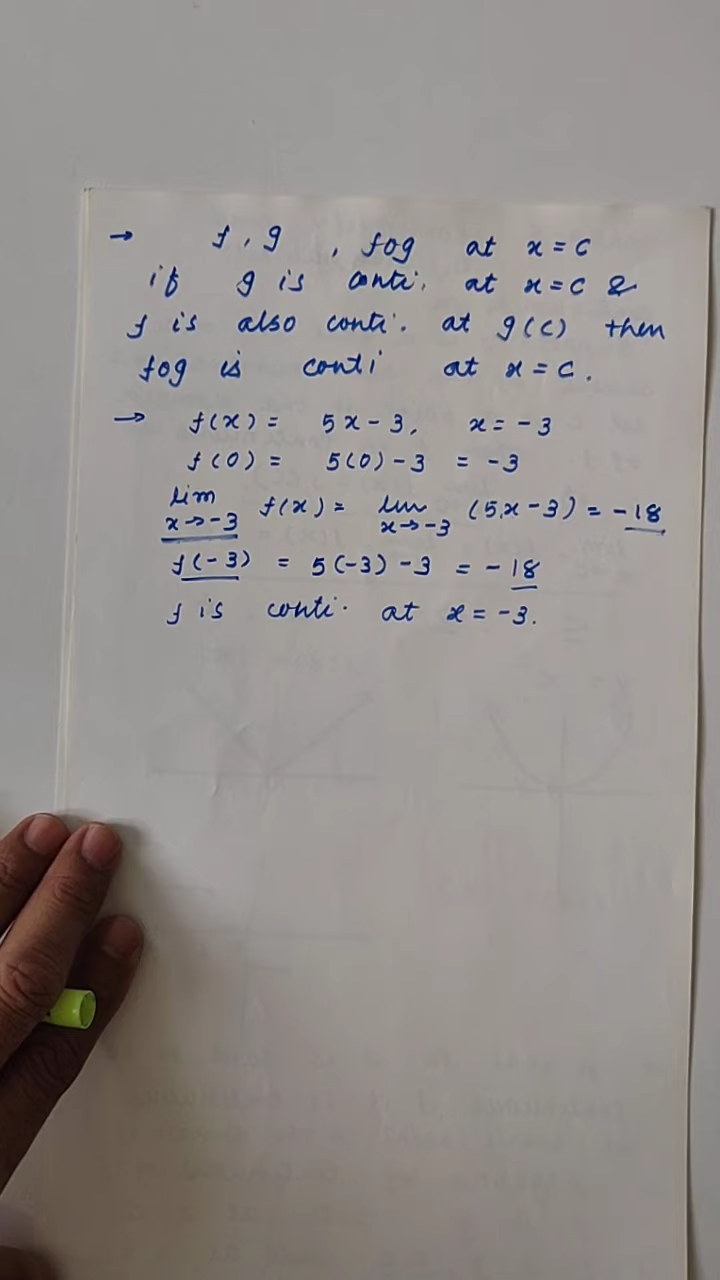 → f, g , fog at x = c
if g is conti. at x = c &
f is also conti. at g(c) then
fog is conti at x = c.
→ f(x) = 5x - 3, x = -3
f(0) = 5(0) - 3 = -3
lim x→-3 f(x) = lim x→-3 (5x - 3) = -18
f(-3) = 5(-3) - 3 = -18
f is conti. at x = -3.